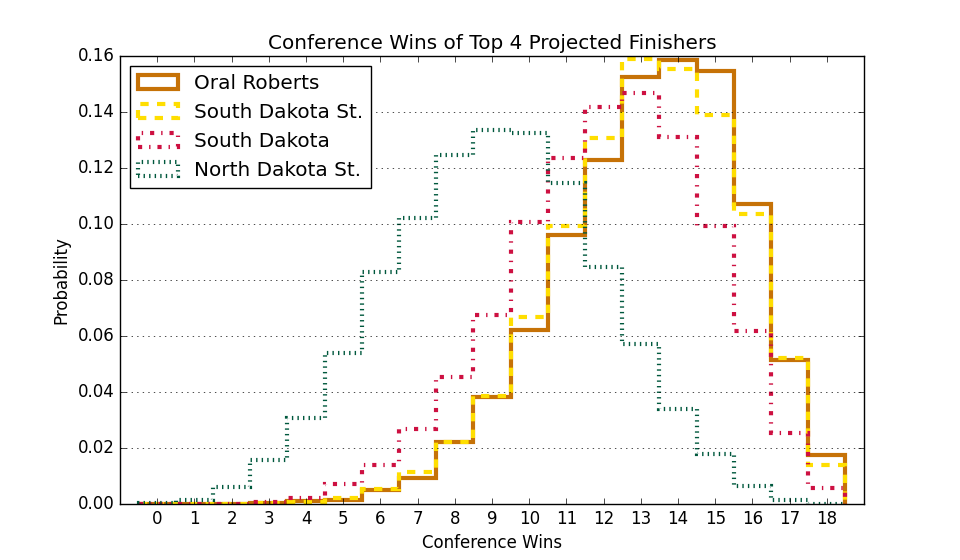 Conference Wins of Top 4 Projected Finishers
0.16
0.14
0.12
0.10
0.08
0.06
0.04
0.02
0.00
Probability
Oral Roberts
South Dakota St.
South Dakota
North Dakota St.
0 1 2 3 4 5 6 7 8 9 10 11 12 13 14 15 16 17 18
Conference Wins